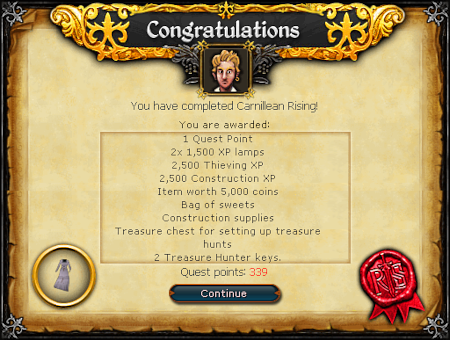 Congratulations
You have completed Carnillean Rising!
You are awarded:
1 Quest Point
2x 1,500 XP lamps
2,500 Thieving XP
2,500 Construction XP
Item worth 5,000 coins
Bag of sweets
Construction supplies
Treasure chest for setting up treasure
hunts
2 Treasure Hunter keys.
Quest points: 339
Continue